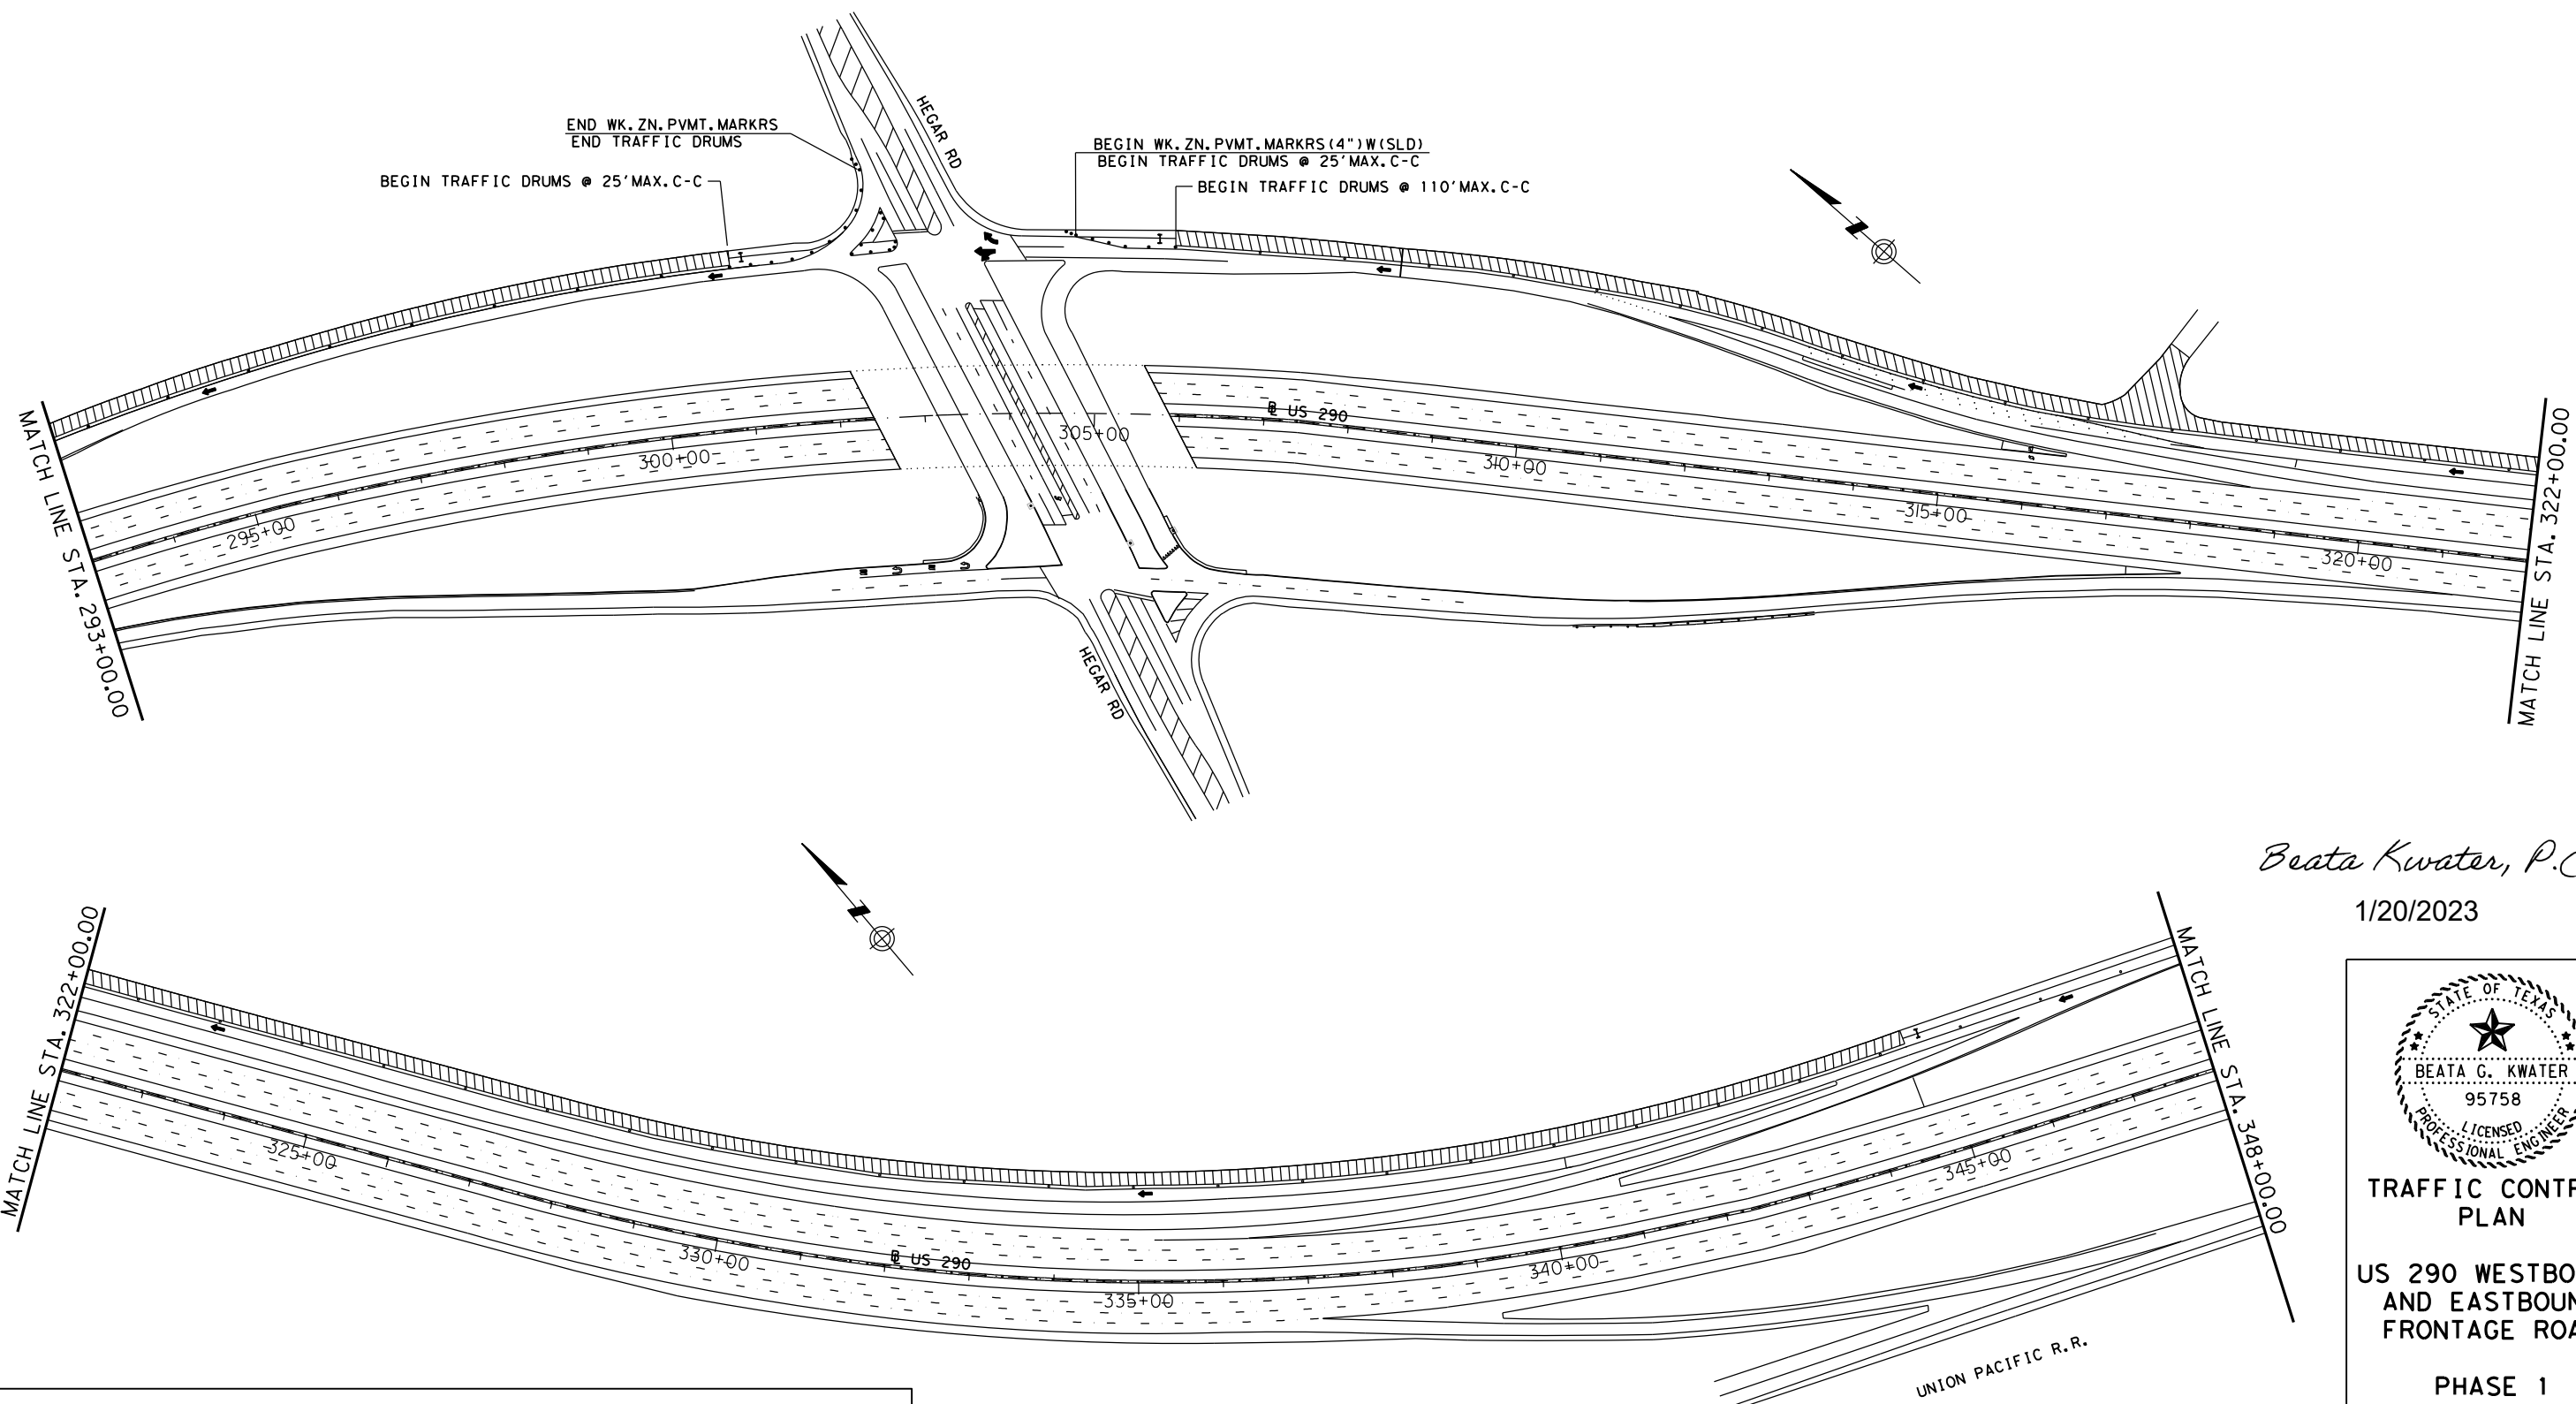 END WK.ZN.PVMT.MARKRS
END TRAFFIC DRUMS
BEGIN TRAFFIC DRUMS @ 25'MAX.C-C
HEGAR RD
BEGIN WK.ZN.PVMT.MARKRS(4")W(SLD)
BEGIN TRAFFIC DRUMS @ 25'MAX.C-C
BEGIN TRAFFIC DRUMS @ 110'MAX.C-C
MATCH LINE STA. 293+00.00
295+00
300+00
305+00
US 290
310+00
315+00
320+00
MATCH LINE STA. 322+00.00
HEGAR RD
Beata Kwater, P.
1/20/2023
MATCH LINE STA. 322+00.00
325+00
330+00
US 290
335+00
340+00
345+00
MATCH LINE STA. 348+00.00
UNION PACIFIC R.R.
STATE OF TEXAS
BEATA G. KWATER
95758
LICENSED
PROFESSIONAL ENGINEER
TRAFFIC CONTR
PLAN
US 290 WESTBO
AND EASTBOUN
FRONTAGE ROA
PHASE 1